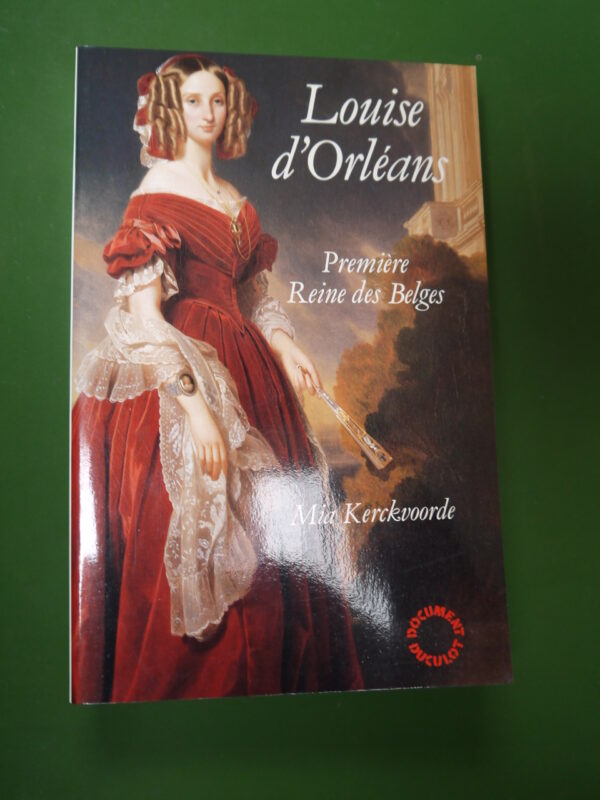 Louise
d'Orléans
Première
Reine des Belges
Mia Kerckvoorde
DOCUMENT
DUCULOT